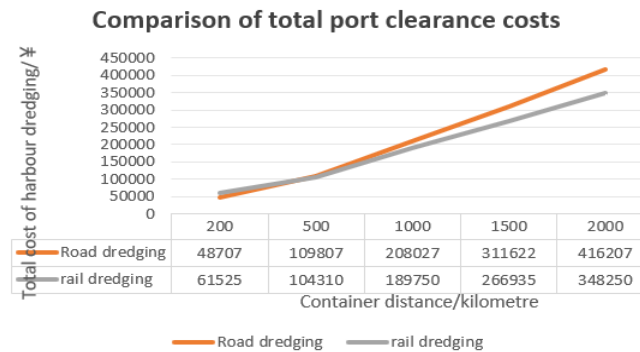 Comparison of total port clearance costs
Total cost of harbour dredging/ ¥
450000
400000
350000
300000
250000
200000
150000
100000
50000
0
200 500 1000 1500 2000
Road dredging 48707 109807 208027 311622 416207
rail dredging 61525 104310 189750 266935 348250
Container distance/kilometre
Road dredging rail dredging